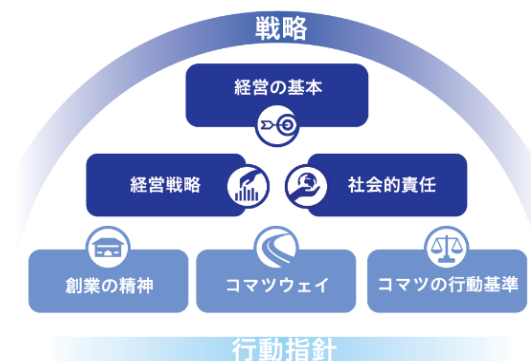 戦略
経営の基本
経営戦略
社会的責任
創業の精神
コマツウェイ
コマツの行動基準
行動指針